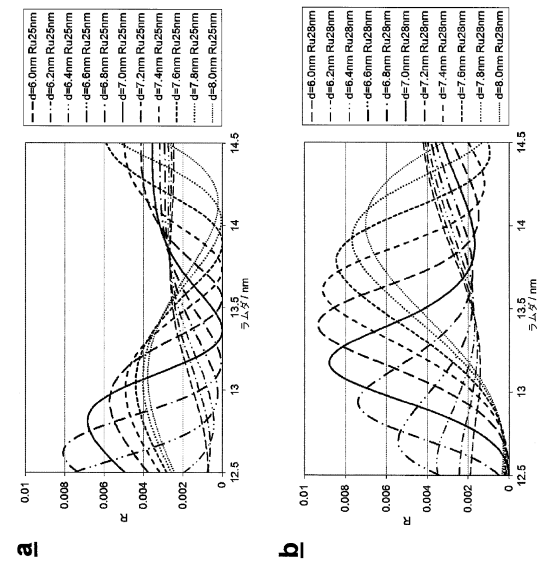 a
0.01
0.008
0.006
0.004
0.002
0
R
12.5
13
13.5
14
14.5
ラムダ/ nm
d=6.0nm Ru25nm
d=6.2nm Ru25nm
d=6.4nm Ru25nm
d=6.6nm Ru25nm
d=6.8nm Ru25nm
d=7.0nm Ru25nm
d=7.2nm Ru25nm
d=7.4nm Ru25nm
d=7.6nm Ru25nm
d=7.8nm Ru25nm
d=8.0nm Ru25nm
b
0.01
0.008
0.006
0.004
0.002
0
R
12.5
13
13.5
14
14.5
ラムダ/ nm
d=6.0nm Ru28nm
d=6.2nm Ru28nm
d=6.4nm Ru28nm
d=6.6nm Ru28nm
d=6.8nm Ru28nm
d=7.0nm Ru28nm
d=7.2nm Ru28nm
d=7.4nm Ru28nm
d=7.6nm Ru28nm
d=7.8nm Ru28nm
d=8.0nm Ru28nm